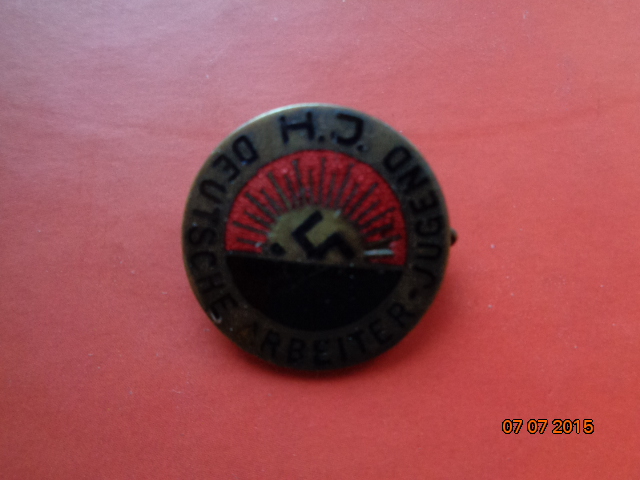 H.J.
DEUTSCHE ARBEITER-JUGEND
07 07 2015